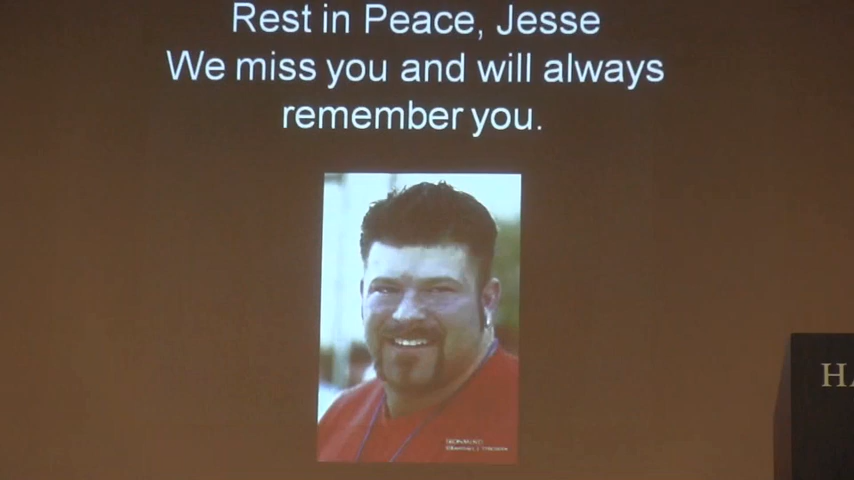 Rest in Peace, Jesse
We miss you and will always
remember you.